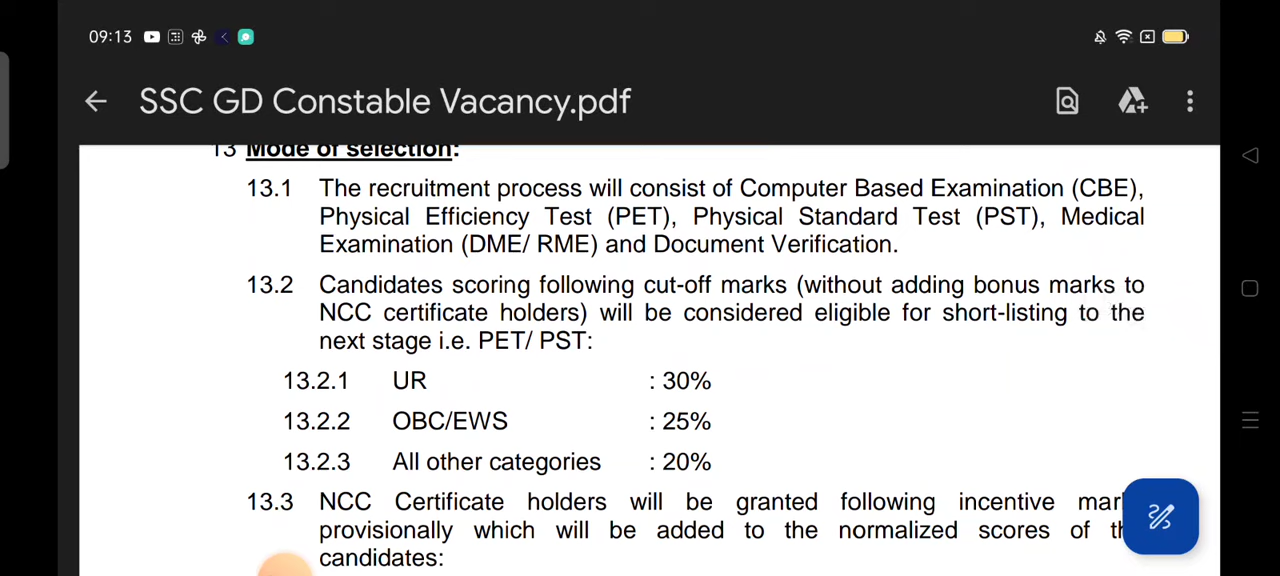 09:13
SSC GD Constable Vacancy.pdf
13 Mode of selection:
13.1 The recruitment process will consist of Computer Based Examination (CBE),
Physical Efficiency Test (PET), Physical Standard Test (PST), Medical
Examination (DME/ RME) and Document Verification.
13.2 Candidates scoring following cut-off marks (without adding bonus marks to
NCC certificate holders) will be considered eligible for short-listing to the
next stage i.e. PET/ PST:
13.2.1 UR : 30%
13.2.2 OBC/EWS : 25%
13.2.3 All other categories : 20%
13.3 NCC Certificate holders will be granted following incentive
provisionally which will be added to the normalized scores of
candidates: